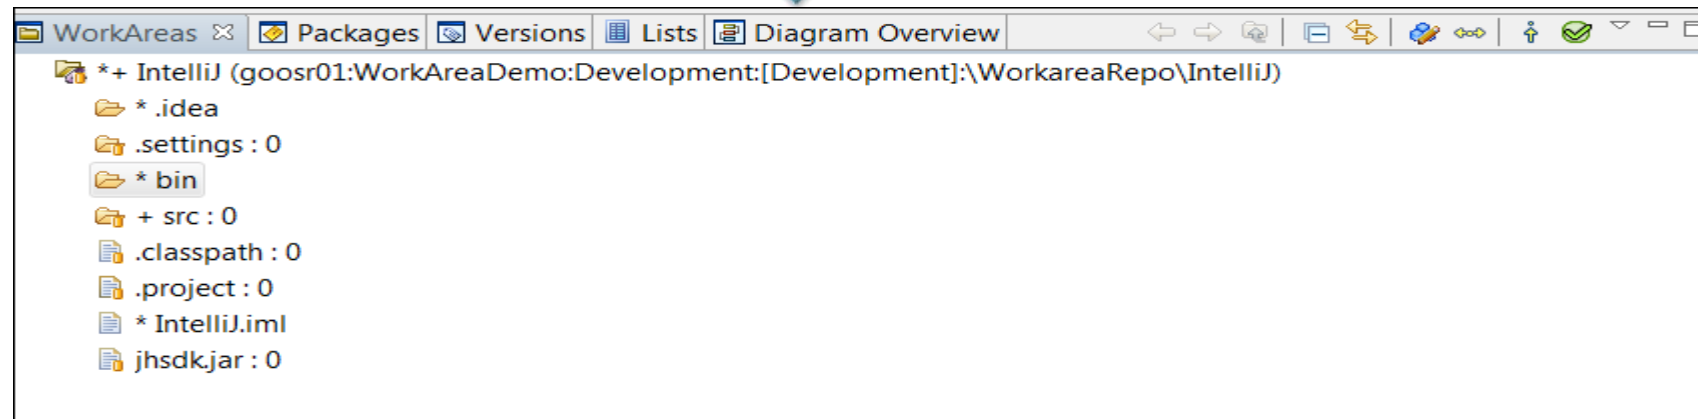 WorkAreas Packages Versions Lists Diagram Overview
*+ IntelliJ (goosr01:WorkAreaDemo:Development:[Development]:\WorkareaRepo\IntelliJ)
* .idea
.settings : 0
* bin
+ src : 0
.classpath : 0
.project : 0
* IntelliJ.iml
jhsdk.jar : 0